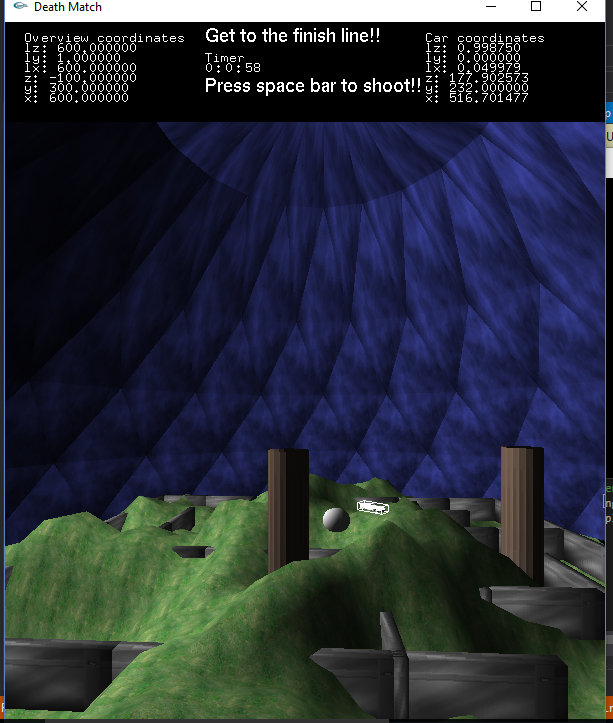 Death Match
Overview coordinates
lz: 600.000000
ly: 1.000000
lx: 600.000000
z: -100.000000
y: 300.000000
x: 600.000000
Get to the finish line!!
Timer
0:0:58
Press space bar to shoot!!
Car coordinates
lz: 0.998750
ly: 0.000000
lx: 0.049979
z: 177.902573
y: 232.000000
x: 516.701477